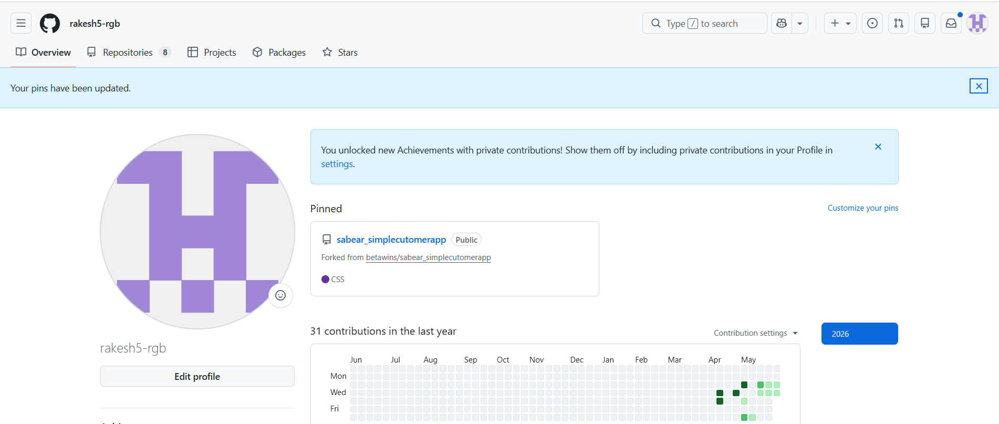 rakesh5-rgb
Type / to search
Overview
Repositories 8
Projects
Packages
Stars
Your pins have been updated.
You unlocked new Achievements with private contributions! Show them off by including private contributions in your Profile in
settings.
Pinned
Customize your pins
sabear_simplecutomerapp Public
Forked from betawins/sabear_simplecutomerapp
CSS
31 contributions in the last year
Contribution settings
2026
rakesh5-rgb
Edit profile
Jun Jul Aug Sep Oct Nov Dec Jan Feb Mar Apr May
Mon
Wed
Fri